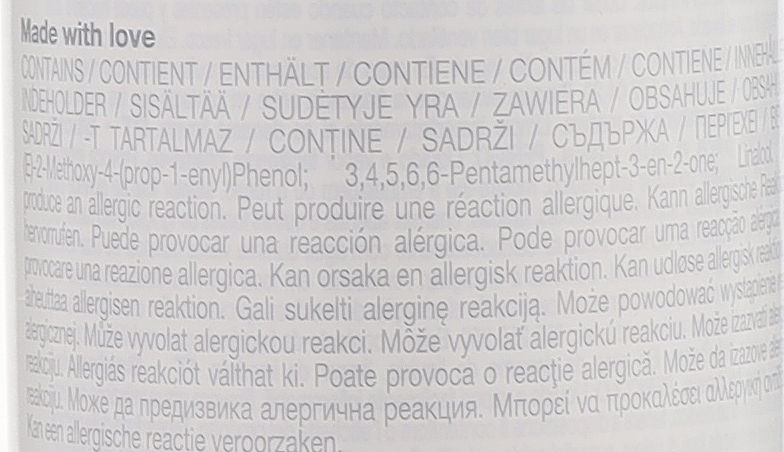 Made with love
CONTAINS / CONTIENT / ENTHÄLT / CONTIENE / CONTÉM / CONTIENE /
INDEHOLDER / SISÄLTÄÄ / SUDĖTYJE YRA / ZAWIERA / OBSAHUJE /
SADRŽI / -T TARTALMAZ / CONŢINE / SADRŽI / СЪДЪРЖА / ΠΕΡΙΕΧΕΙ /
(E)-2-Methoxy-4-(prop-1-enyl)Phenol; 3,4,5,6,6-Pentamethylhept-3-en-2-one; Linalool
produce an allergic reaction. Peut produire une réaction allergique. Kann allergische
hervorrufen. Puede provocar una reacción alérgica. Pode provocar uma reacção
provocare una reazione allergica. Kan orsaka en allergisk reaktion. Kan udløse allergisk
aiheuttaa allergisen reaktion. Gali sukelti alerginę reakciją. Może powodować wystąpienie
alergicznej. Může vyvolat alergickou reakci. Môže vyvolať alergickú reakciu. Može izazvati
reakciju. Allergiás reakciót válthat ki. Poate provoca o reacţie alergică. Može da izazove
reakciju. Може да предизвика алергична реакция. Μπορεί να προκαλέσει αλλεργική
Kan een allergische reactie veroorzaken.